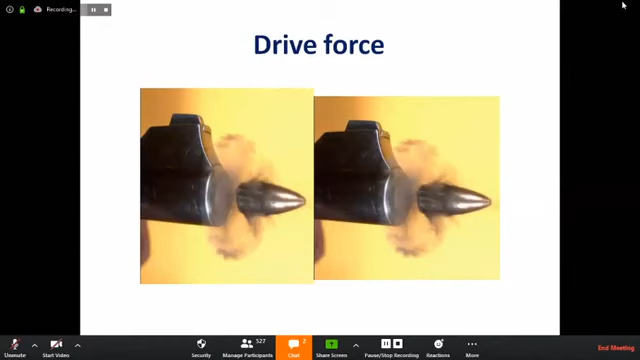 Recording...
Drive force
527
2
Unmute
Start Video
Security
Manage Participants
Chat
Share Screen
Pause/Stop Recording
Reactions
More
End Meeting